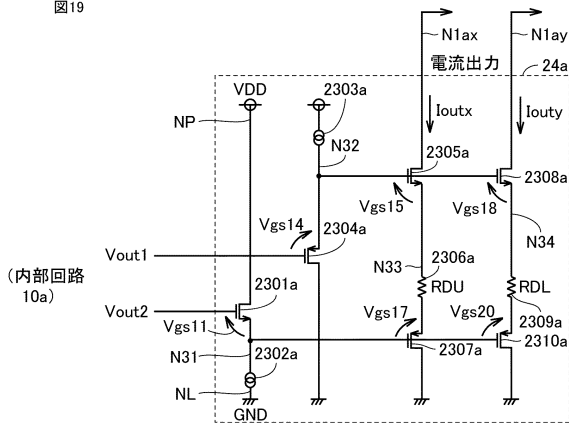 図19
N1ax
N1ay
電流出力
24a
VDD
2303a
Ioutx
Iouty
NP
N32
2305a
2308a
Vgs15
Vgs18
Vgs14
2304a
N34
Vout1
N33
2306a
(内部回路
10a)
2301a
RDU
RDL
Vout2
Vgs17
Vgs20
2309a
Vgs11
2310a
N31
2302a
2307a
NL
GND